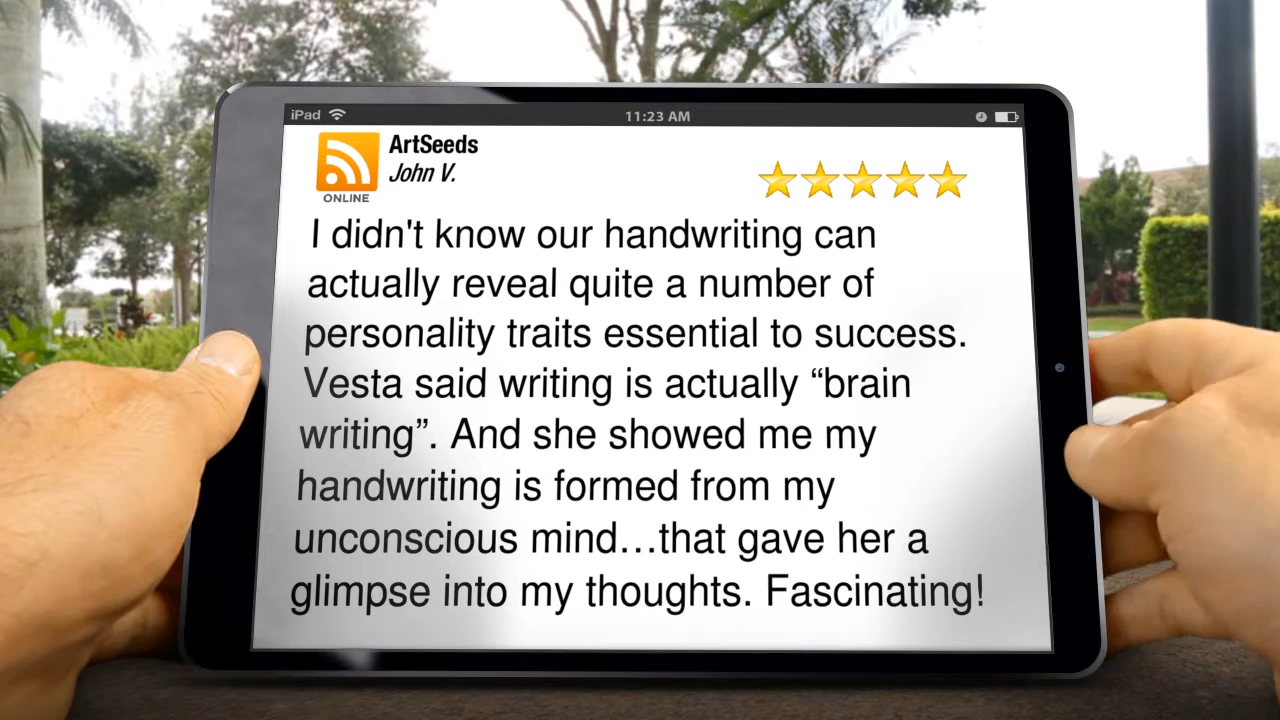 iPad 11:23 AM
ArtSeeds
John V.
ONLINE
I didn't know our handwriting can
actually reveal quite a number of
personality traits essential to success.
Vesta said writing is actually “brain
writing”. And she showed me my
handwriting is formed from my
unconscious mind…that gave her a
glimpse into my thoughts. Fascinating!